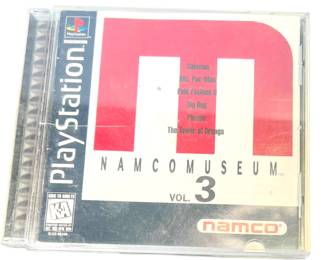 PlayStation
Galaxian
Ms. Pac-Man
Pole Position II
Dig Dug
Phozon
The Tower of Druaga
NAMCOMUSEUM
VOL. 3
namco
K-A